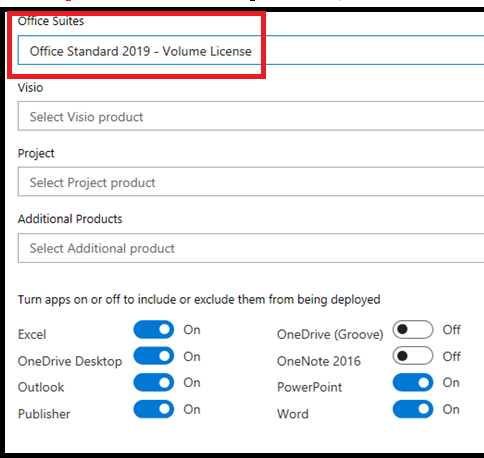 Office Suites
Office Standard 2019 - Volume License
Visio
Select Visio product
Project
Select Project product
Additional Products
Select Additional product
Turn apps on or off to include or exclude them from being deployed
Excel On OneDrive (Groove) Off
OneDrive Desktop On OneNote 2016 Off
Outlook On PowerPoint On
Publisher On Word On